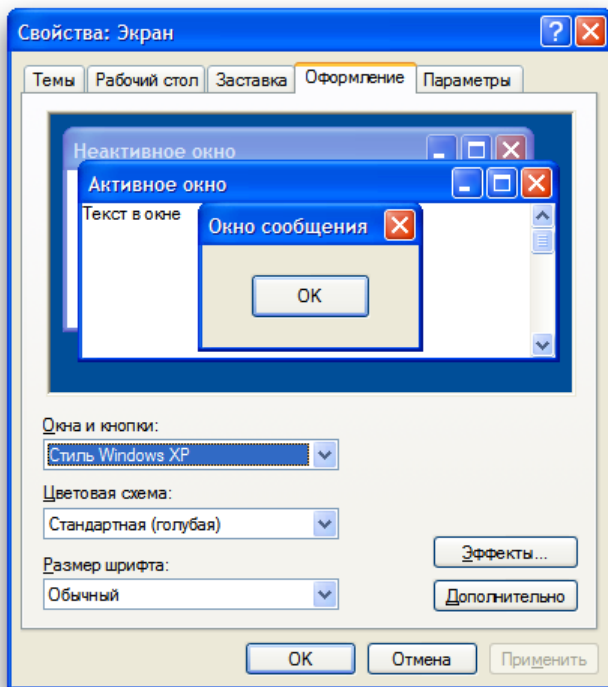 Свойства: Экран
Темы Рабочий стол Заставка Оформление Параметры
Неактивное окно
Активное окно
Текст в окне
Окно сообщения
OK
Окна и кнопки:
Стиль Windows XP
Цветовая схема:
Стандартная (голубая)
Эффекты...
Размер шрифта:
Обычный
Дополнительно
OK Отмена Применить